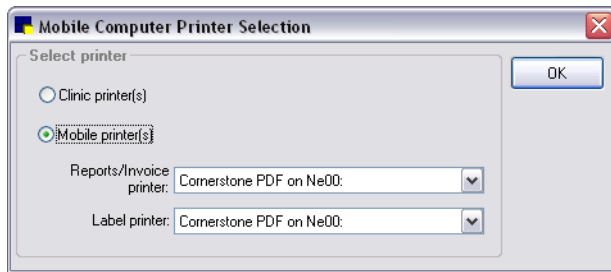 Mobile Computer Printer Selection
Select printer
OK
Clinic printer(s)
Mobile printer(s)
Reports/Invoice
printer: Cornerstone PDF on Ne00:
Label printer: Cornerstone PDF on Ne00: